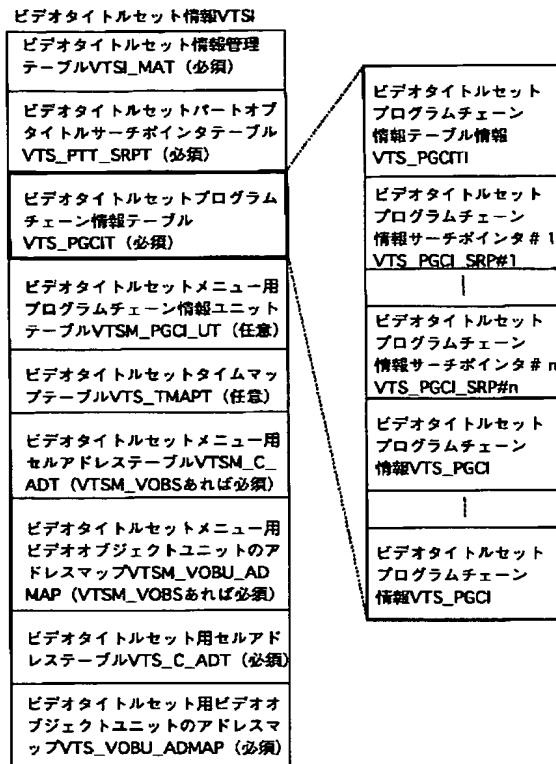 ビデオタイトルセット情報VTSI
ビデオタイトルセット情報管理
テーブルVTSI_MAT（必須）
ビデオタイトルセットパートオブ
タイトルサーチポインタテーブル
VTS_PTT_SRPT（必須）
ビデオタイトルセットプログラム
チェーン情報テーブル
VTS_PGCIT（必須）
ビデオタイトルセットメニュー用
プログラムチェーン情報ユニット
テーブルVTSM_PGCI_UT（任意）
ビデオタイトルセットタイムマッ
プテーブルVTS_TMAPT（任意）
ビデオタイトルセットメニュー用
セルアドレステーブルVTSM_C_
ADT（VTSM_VOBSあれば必須）
ビデオタイトルセットメニュー用
ビデオオブジェクトユニットのア
ドレスマップVTSM_VOBU_AD
MAP（VTSM_VOBSあれば必須）
ビデオタイトルセット用セルアド
レステーブルVTS_C_ADT（必須）
ビデオタイトルセット用ビデオオ
ブジェクトユニットのアドレスマ
ップVTS_VOBU_ADMAP（必須）
ビデオタイトルセット
プログラムチェーン
情報テーブル情報
VTS_PGCITI
ビデオタイトルセット
プログラムチェーン
情報サーチポインタ＃1
VTS_PGCI_SRP#1
ビデオタイトルセット
プログラムチェーン
情報サーチポインタ＃n
VTS_PGCI_SRP#n
ビデオタイトルセット
プログラムチェーン
情報VTS_PGCI
ビデオタイトルセット
プログラムチェーン
情報VTS_PGCI